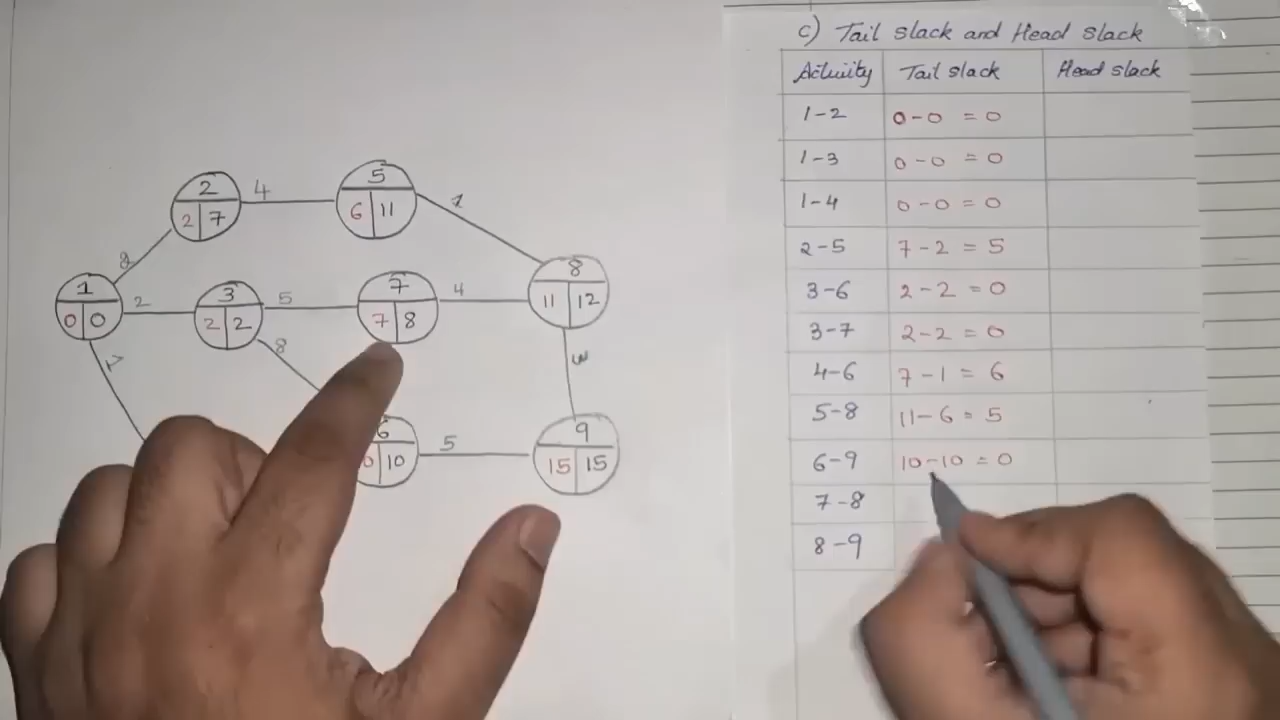 c) Tail slack and Head slack
Activity Tail slack Head slack
1-2 0-0 = 0
1-3 0-0 = 0
1-4 0-0 = 0
2-5 7-2 = 5
3-6 2-2 = 0
3-7 2-2 = 0
4-6 7-1 = 6
5-8 11-6 = 5
6-9 10-10 = 0
7-8
8-9
5
2 4 6 11
2 7
2 8
1 7 4 11 12
0 0 2 3 5 7 8
2 2
8 3
1
6 5 9
0 10 15 15